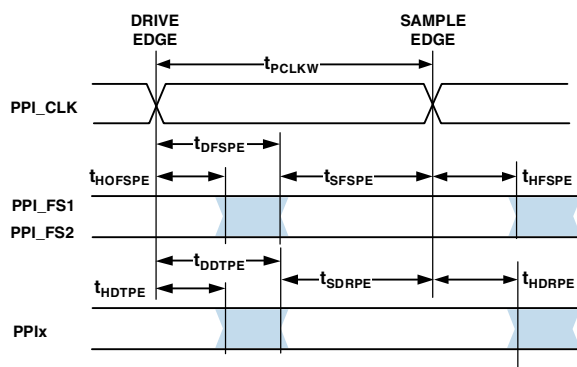 DRIVE EDGE
SAMPLE EDGE
tPCLKW
PPI_CLK
tDFSPE
tHOFSPE
tSFSPE
tHFSPE
PPI_FS1
PPI_FS2
tDDTPE
tHDTPE
tSDRPE
tHDRPE
PPIx